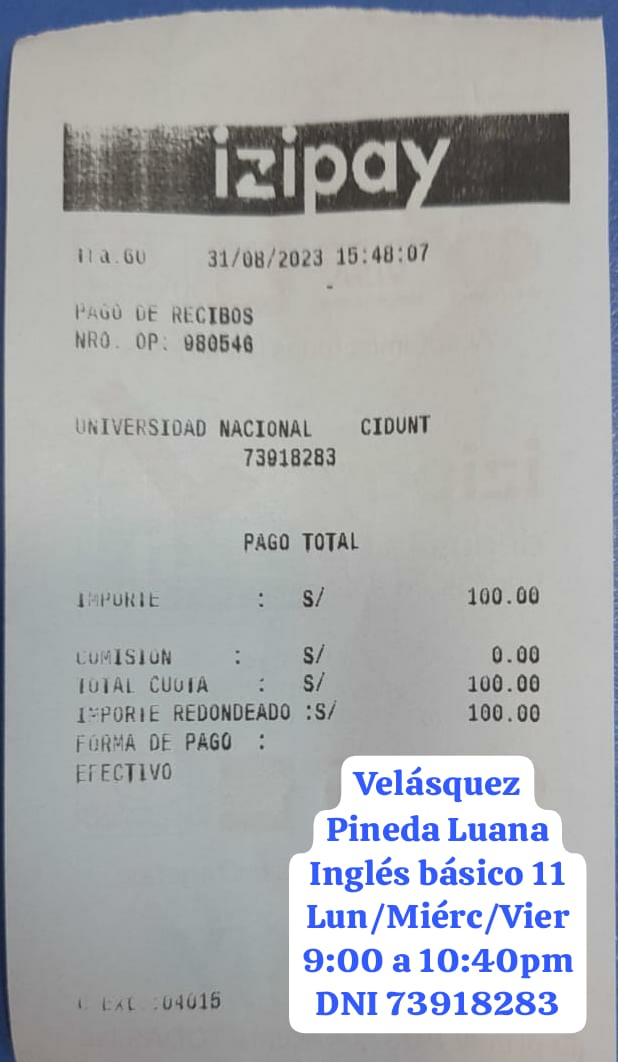 izipay
31/08/2023 15:48:07
PAGO DE RECIBOS
NRO. OP: 980546
UNIVERSIDAD NACIONAL CIDUNT
73918283
PAGO TOTAL
IMPORTE : S/ 100.00
COMISION : S/ 0.00
TOTAL CUOTA : S/ 100.00
IMPORTE REDONDEADO :S/ 100.00
FORMA DE PAGO :
EFECTIVO
Velásquez
Pineda Luana
Inglés básico 11
Lun/Miérc/Vier
9:00 a 10:40pm
DNI 73918283
:04015